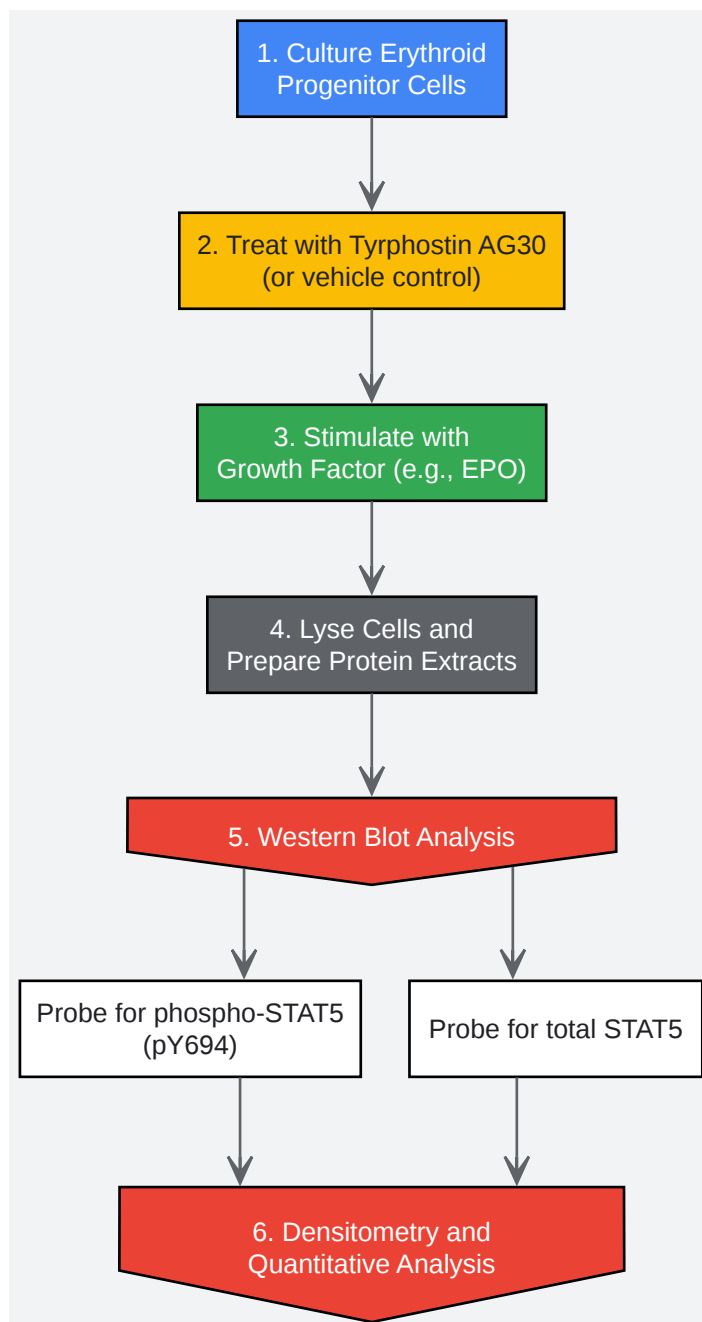 1. Culture Erythroid
Progenitor Cells
2. Treat with Tyrphostin AG30
(or vehicle control)
3. Stimulate with
Growth Factor (e.g., EPO)
4. Lyse Cells and
Prepare Protein Extracts
5. Western Blot Analysis
Probe for phospho-STAT5
(pY694)
Probe for total STAT5
6. Densitometry and
Quantitative Analysis